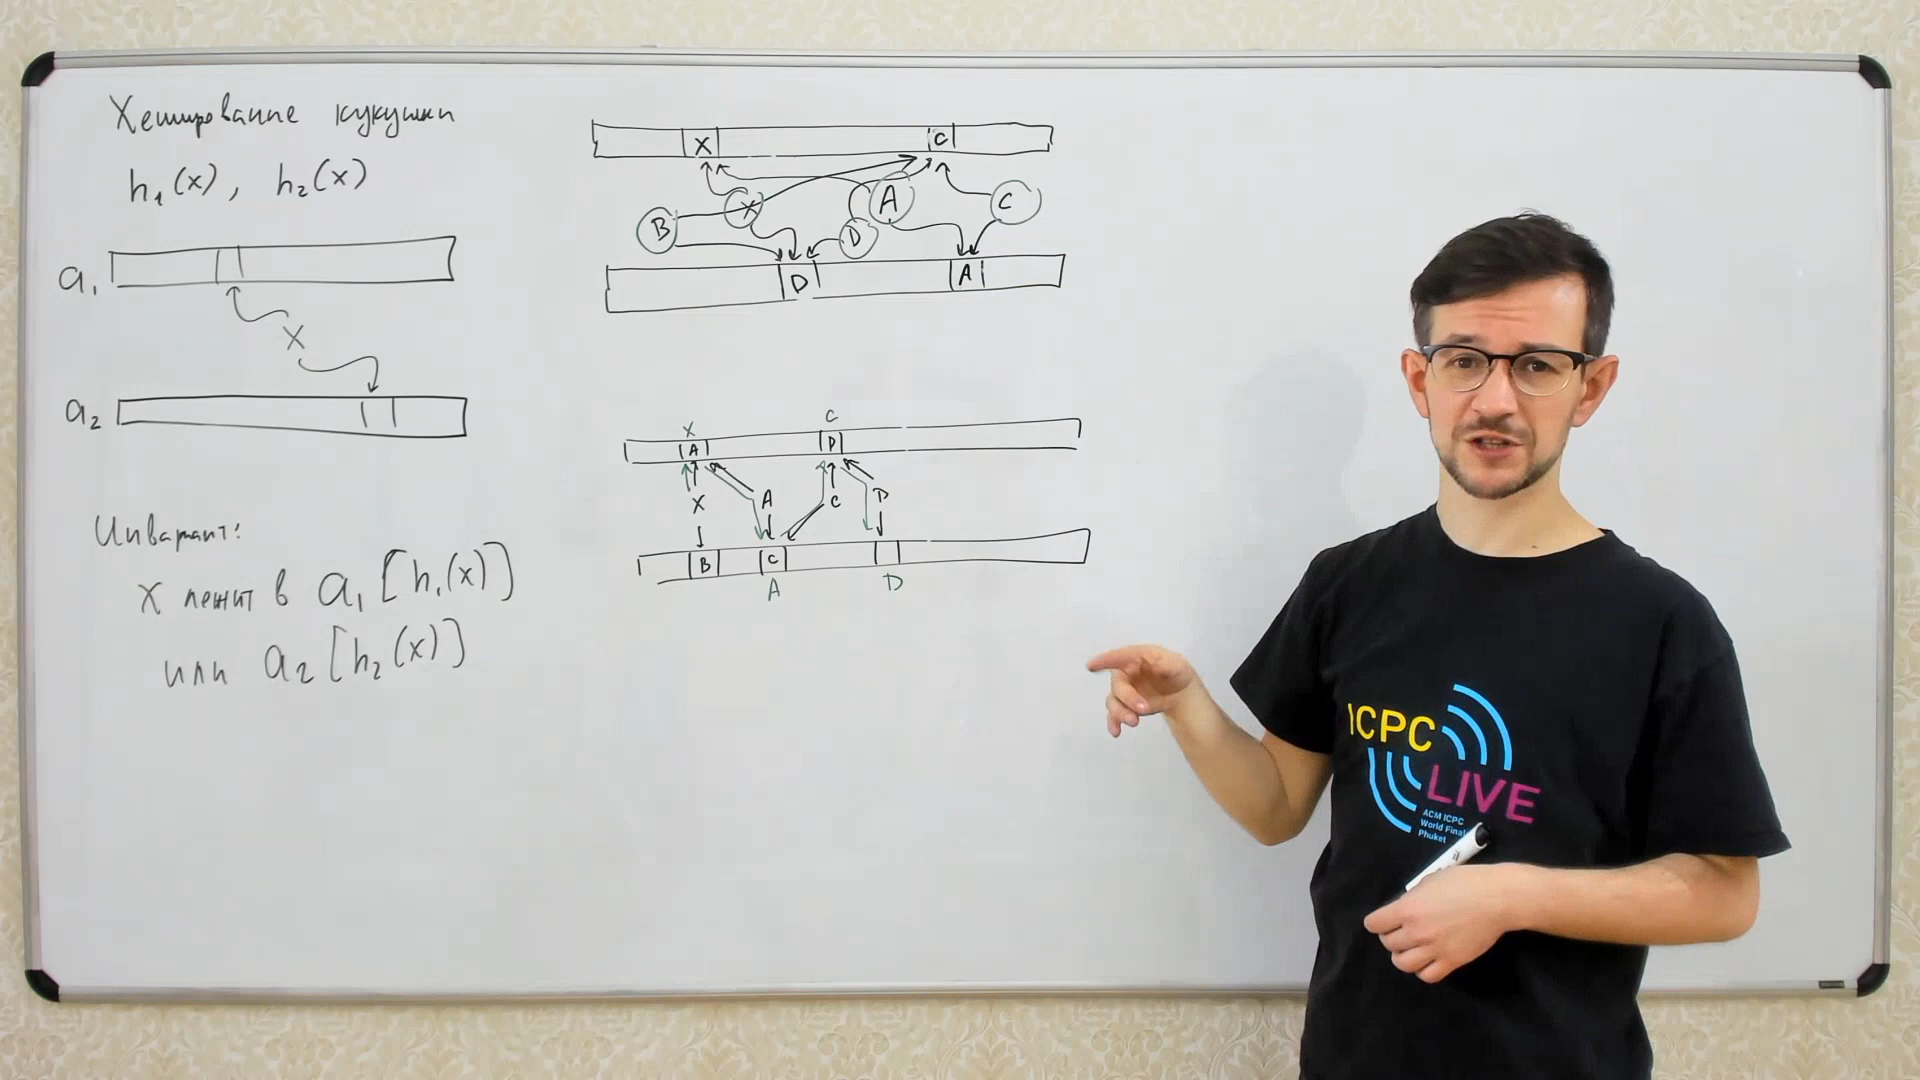 Хеширование кукушки
h₁(x), h₂(x)
a₁
x
a₂
Инвариант:
x лежит в a₁[h₁(x)]
или a₂[h₂(x)]
X C
B X D A C
D A
X C
A D
X A C D
B C
A D
ICPC
LIVE
ACM ICPC
World Final
Phuket